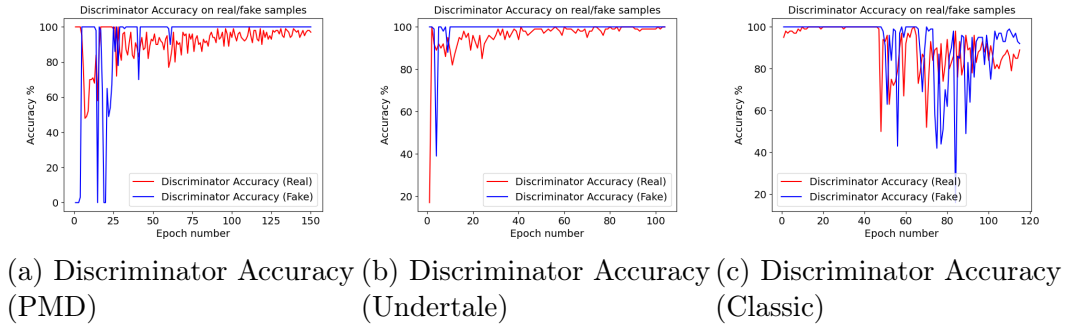 Discriminator Accuracy on real/fake samples
100
80
60
40
20
0
Accuracy %
Discriminator Accuracy (Real)
Discriminator Accuracy (Fake)
0 25 50 75 100 125 150
Epoch number
(a) Discriminator Accuracy
(PMD)
Discriminator Accuracy on real/fake samples
100
80
60
40
20
Accuracy %
Discriminator Accuracy (Real)
Discriminator Accuracy (Fake)
0 20 40 60 80 100
Epoch number
(b) Discriminator Accuracy
(Undertale)
Discriminator Accuracy on real/fake samples
100
80
60
40
20
Accuracy %
Discriminator Accuracy (Real)
Discriminator Accuracy (Fake)
0 20 40 60 80 100 120
Epoch number
(c) Discriminator Accuracy
(Classic)